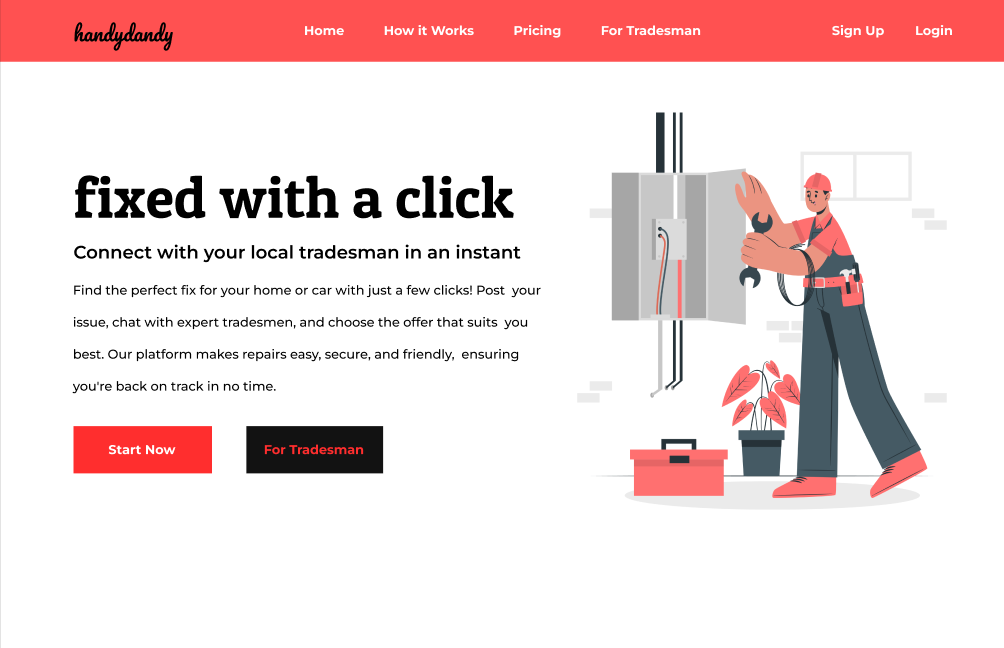 handydandy
Home
How it Works
Pricing
For Tradesman
Sign Up
Login
fixed with a click
Connect with your local tradesman in an instant
Find the perfect fix for your home or car with just a few clicks! Post your
issue, chat with expert tradesmen, and choose the offer that suits you
best. Our platform makes repairs easy, secure, and friendly, ensuring
you're back on track in no time.
Start Now
For Tradesman